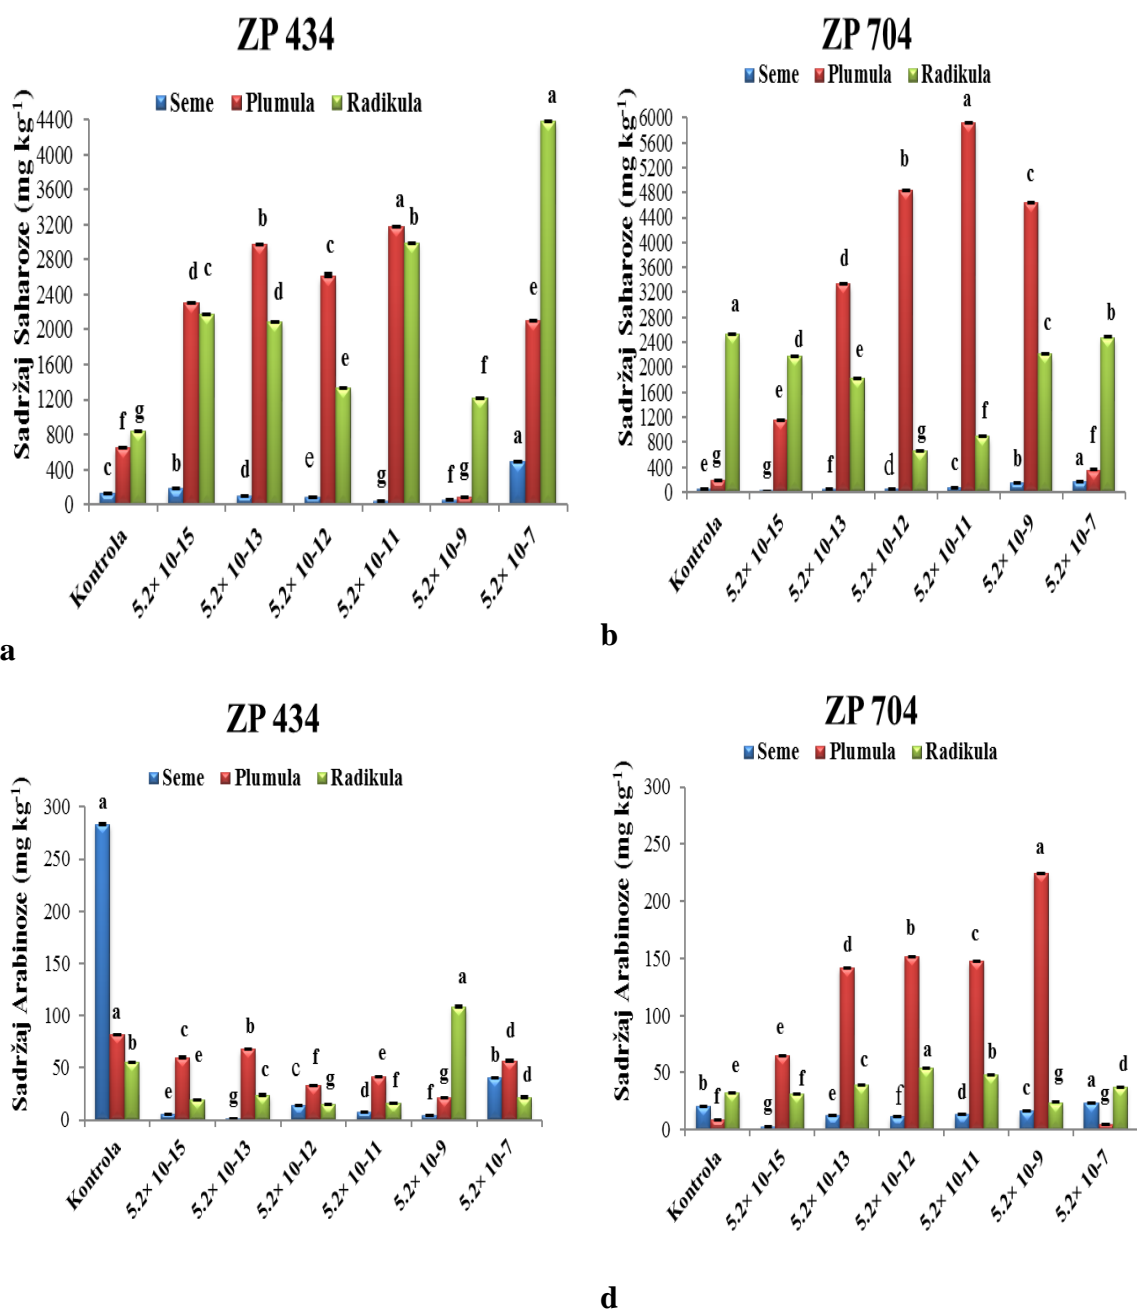 ZP 434
Seme Plumula Radikula
Sadržaj Saharoze (mg kg-1)
4400
4000
3600
3200
2800
2400
2000
1600
1200
800
400
0
c f g
b d c
d b d
e c e
g a b
f g f
a e a
Kontrola
5.2× 10-15
5.2× 10-13
5.2× 10-12
5.2× 10-11
5.2× 10-9
5.2× 10-7
a
ZP 704
Seme Plumula Radikula
Sadržaj Saharoze (mg kg-1)
6000
5600
5200
4800
4400
4000
3600
3200
2800
2400
2000
1600
1200
800
400
0
e g a
g e d
f d e
d b g
c a f
b c c
a f b
Kontrola
5.2× 10-15
5.2× 10-13
5.2× 10-12
5.2× 10-11
5.2× 10-9
5.2× 10-7
b
ZP 434
Seme Plumula Radikula
Sadržaj Arabinoze (mg kg-1)
300
250
200
150
100
50
0
a a b
e c e
g b c
c f g
d e f
f g a
b d d
Kontrola
5.2× 10-15
5.2× 10-13
5.2× 10-12
5.2× 10-11
5.2× 10-9
5.2× 10-7
ZP 704
Seme Plumula Radikula
Sadržaj Arabinoze (mg kg-1)
300
250
200
150
100
50
0
b f e
g e f
e d c
f b a
d c b
c a g
a g d
Kontrola
5.2× 10-15
5.2× 10-13
5.2× 10-12
5.2× 10-11
5.2× 10-9
5.2× 10-7
d